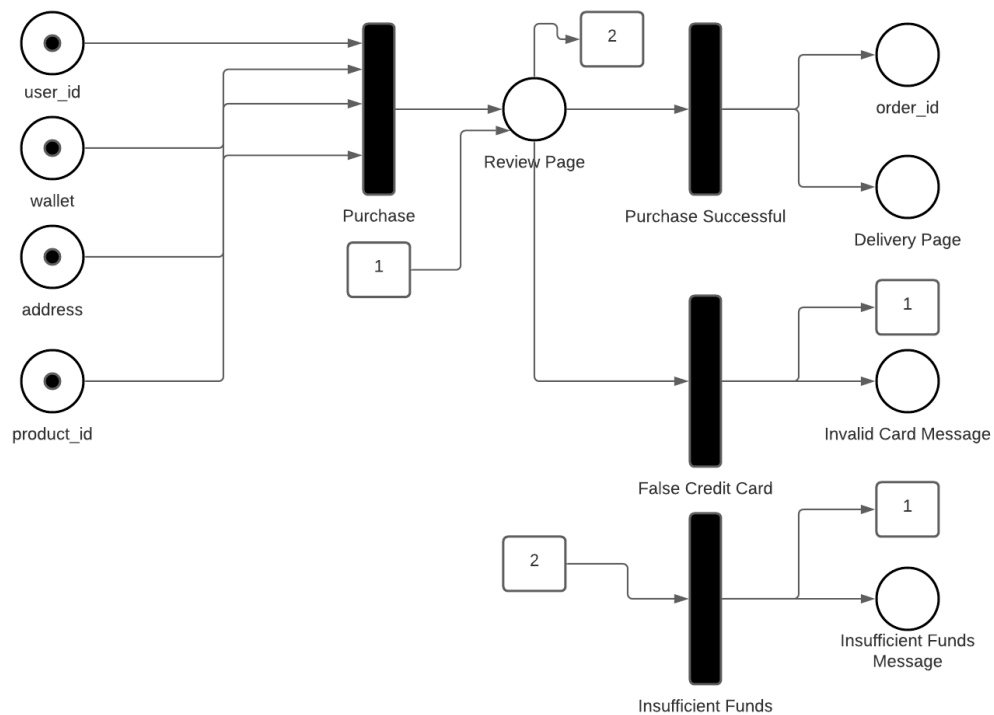 user_id
wallet
address
product_id
Purchase
1
Review Page
2
Purchase Successful
order_id
Delivery Page
False Credit Card
1
Invalid Card Message
2
Insufficient Funds
1
Insufficient Funds
Message